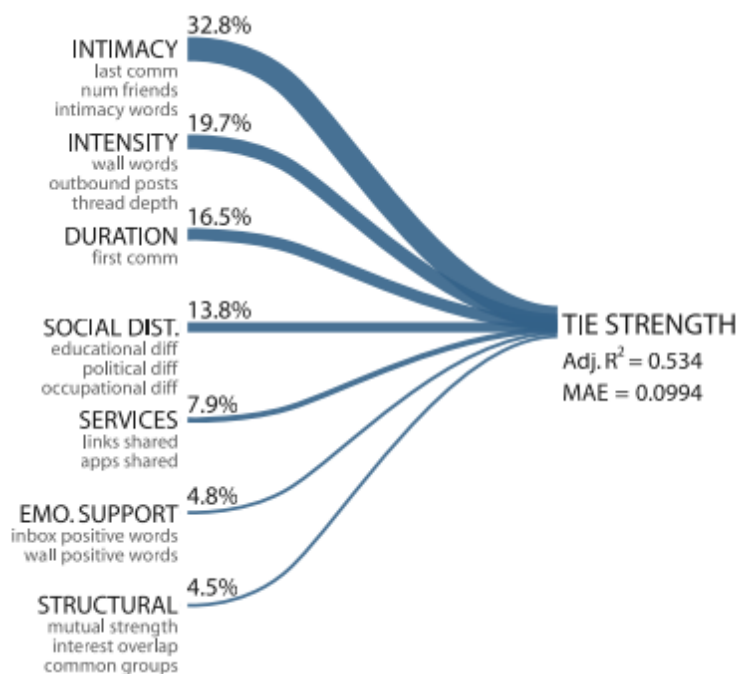 32.8%
INTIMACY
last comm
num friends
intimacy words
19.7%
INTENSITY
wall words
outbound posts
thread depth
16.5%
DURATION
first comm
13.8%
SOCIAL DIST.
educational diff
political diff
occupational diff
7.9%
SERVICES
links shared
apps shared
4.8%
EMO. SUPPORT
inbox positive words
wall positive words
4.5%
STRUCTURAL
mutual strength
interest overlap
common groups
TIE STRENGTH
Adj. R² = 0.534
MAE = 0.0994